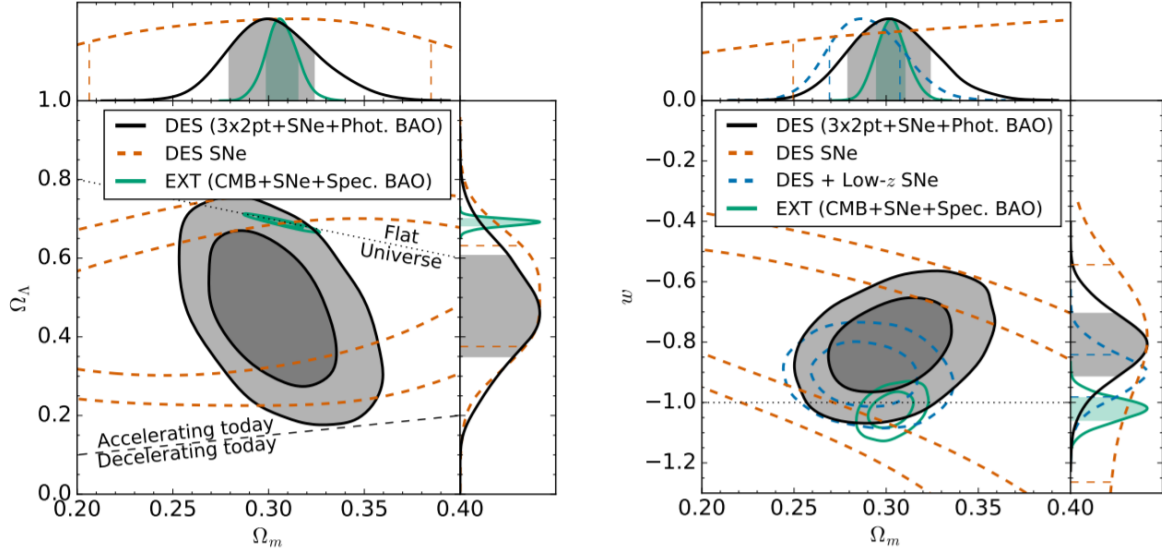 1.0
0.8
0.6
0.4
0.2
0.0
Ω_Λ
DES (3x2pt+SNe+Phot. BAO)
DES SNe
EXT (CMB+SNe+Spec. BAO)
Flat
Universe
Accelerating today
Decelerating today
0.20 0.25 0.30 0.35 0.40
Ω_m
0.0
−0.2
−0.4
−0.6
−0.8
−1.0
−1.2
w
DES (3x2pt+SNe+Phot. BAO)
DES SNe
DES + Low-z SNe
EXT (CMB+SNe+Spec. BAO)
0.20 0.25 0.30 0.35 0.40
Ω_m